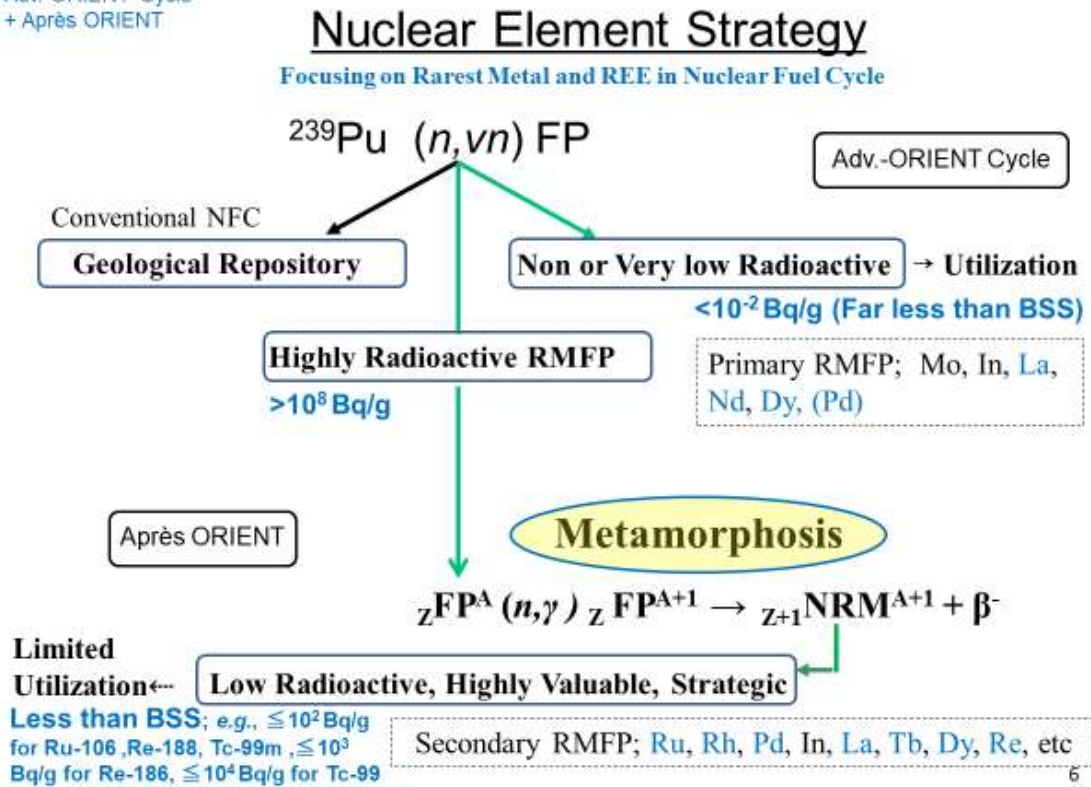 + Après ORIENT
Nuclear Element Strategy
Focusing on Rarest Metal and REE in Nuclear Fuel Cycle
²³⁹Pu (n,νn) FP
Adv.-ORIENT Cycle
Conventional NFC
Geological Repository
Non or Very low Radioactive → Utilization
<10⁻² Bq/g (Far less than BSS)
Highly Radioactive RMFP
>10⁸ Bq/g
Primary RMFP; Mo, In, La,
Nd, Dy, (Pd)
Après ORIENT
Metamorphosis
ZFPᴬ (n,γ) Z FPᴬ⁺¹ → Z+1NRMᴬ⁺¹ + β⁻
Limited
Utilization⇠
Low Radioactive, Highly Valuable, Strategic
Less than BSS; e.g., ≦10² Bq/g
for Ru-106 ,Re-188, Tc-99m ,≦10³
Bq/g for Re-186, ≦10⁴ Bq/g for Tc-99
Secondary RMFP; Ru, Rh, Pd, In, La, Tb, Dy, Re, etc
6